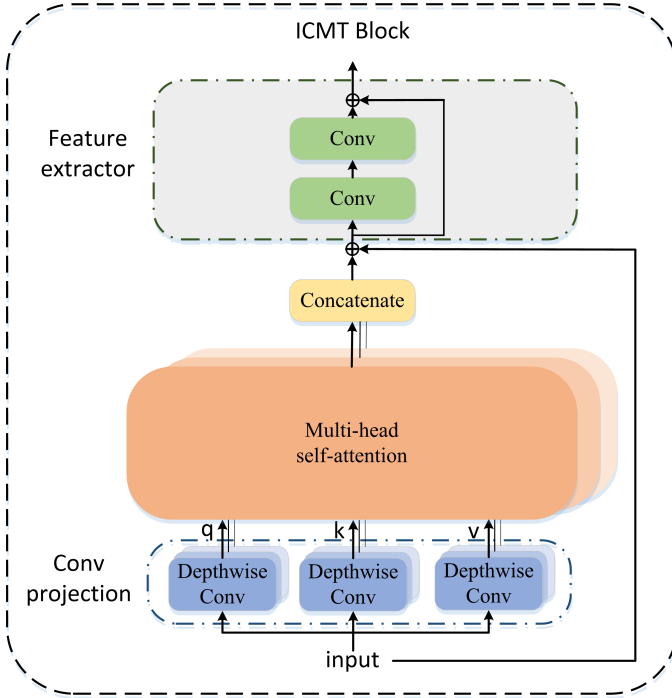 ICMT Block
Feature
extractor
Conv
Conv
Concatenate
Multi-head
self-attention
q
k
v
Conv
projection
Depthwise
Conv
Depthwise
Conv
Depthwise
Conv
input